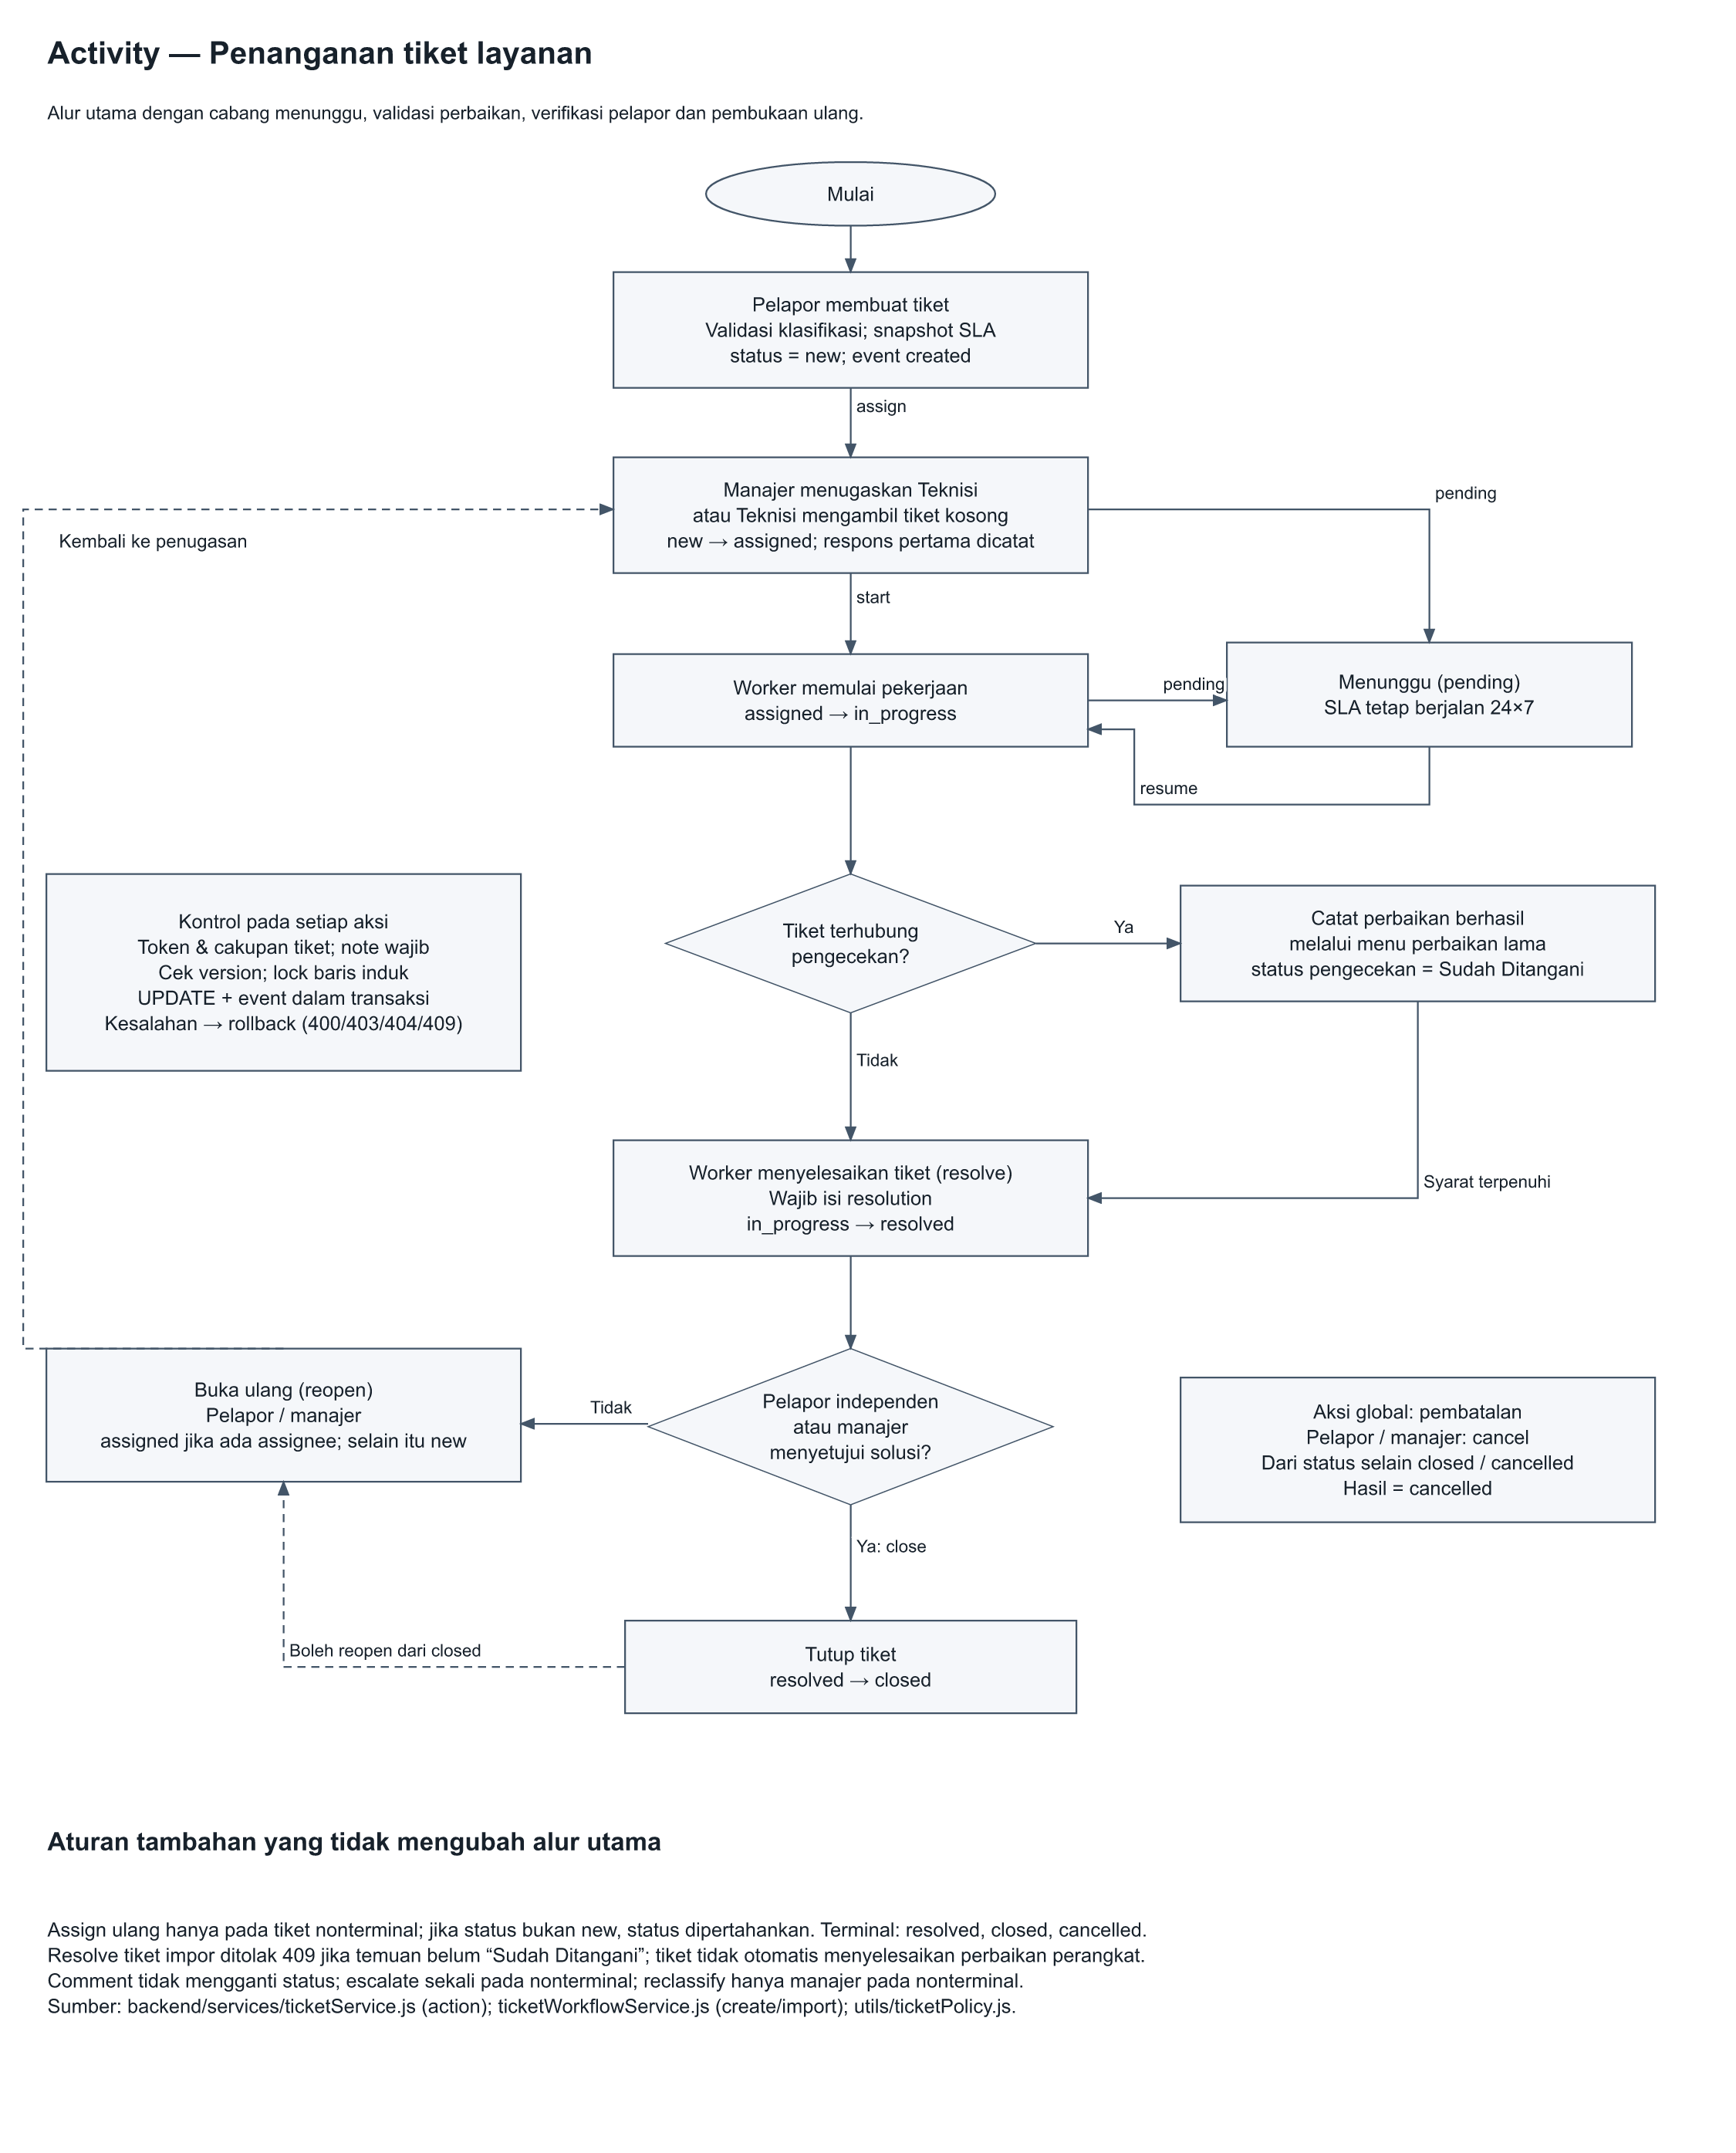 Activity — Penanganan tiket layanan
Alur utama dengan cabang menunggu, validasi perbaikan, verifikasi pelapor dan pembukaan ulang.
Mulai
Pelapor membuat tiket
Validasi klasifikasi; snapshot SLA
status = new; event created
assign
Manajer menugaskan Teknisi
atau Teknisi mengambil tiket kosong
new → assigned; respons pertama dicatat
pending
Kembali ke penugasan
start
Worker memulai pekerjaan
assigned → in_progress
pending
Menunggu (pending)
SLA tetap berjalan 24×7
resume
Kontrol pada setiap aksi
Token & cakupan tiket; note wajib
Cek version; lock baris induk
UPDATE + event dalam transaksi
Kesalahan → rollback (400/403/404/409)
Tiket terhubung
pengecekan?
Ya
Catat perbaikan berhasil
melalui menu perbaikan lama
status pengecekan = Sudah Ditangani
Tidak
Worker menyelesaikan tiket (resolve)
Wajib isi resolution
in_progress → resolved
Syarat terpenuhi
Buka ulang (reopen)
Pelapor / manajer
assigned jika ada assignee; selain itu new
Tidak
Pelapor independen
atau manajer
menyetujui solusi?
Aksi global: pembatalan
Pelapor / manajer: cancel
Dari status selain closed / cancelled
Hasil = cancelled
Ya: close
Boleh reopen dari closed
Tutup tiket
resolved → closed
Aturan tambahan yang tidak mengubah alur utama
Assign ulang hanya pada tiket nonterminal; jika status bukan new, status dipertahankan. Terminal: resolved, closed, cancelled.
Resolve tiket impor ditolak 409 jika temuan belum “Sudah Ditangani”; tiket tidak otomatis menyelesaikan perbaikan perangkat.
Comment tidak mengganti status; escalate sekali pada nonterminal; reclassify hanya manajer pada nonterminal.
Sumber: backend/services/ticketService.js (action); ticketWorkflowService.js (create/import); utils/ticketPolicy.js.